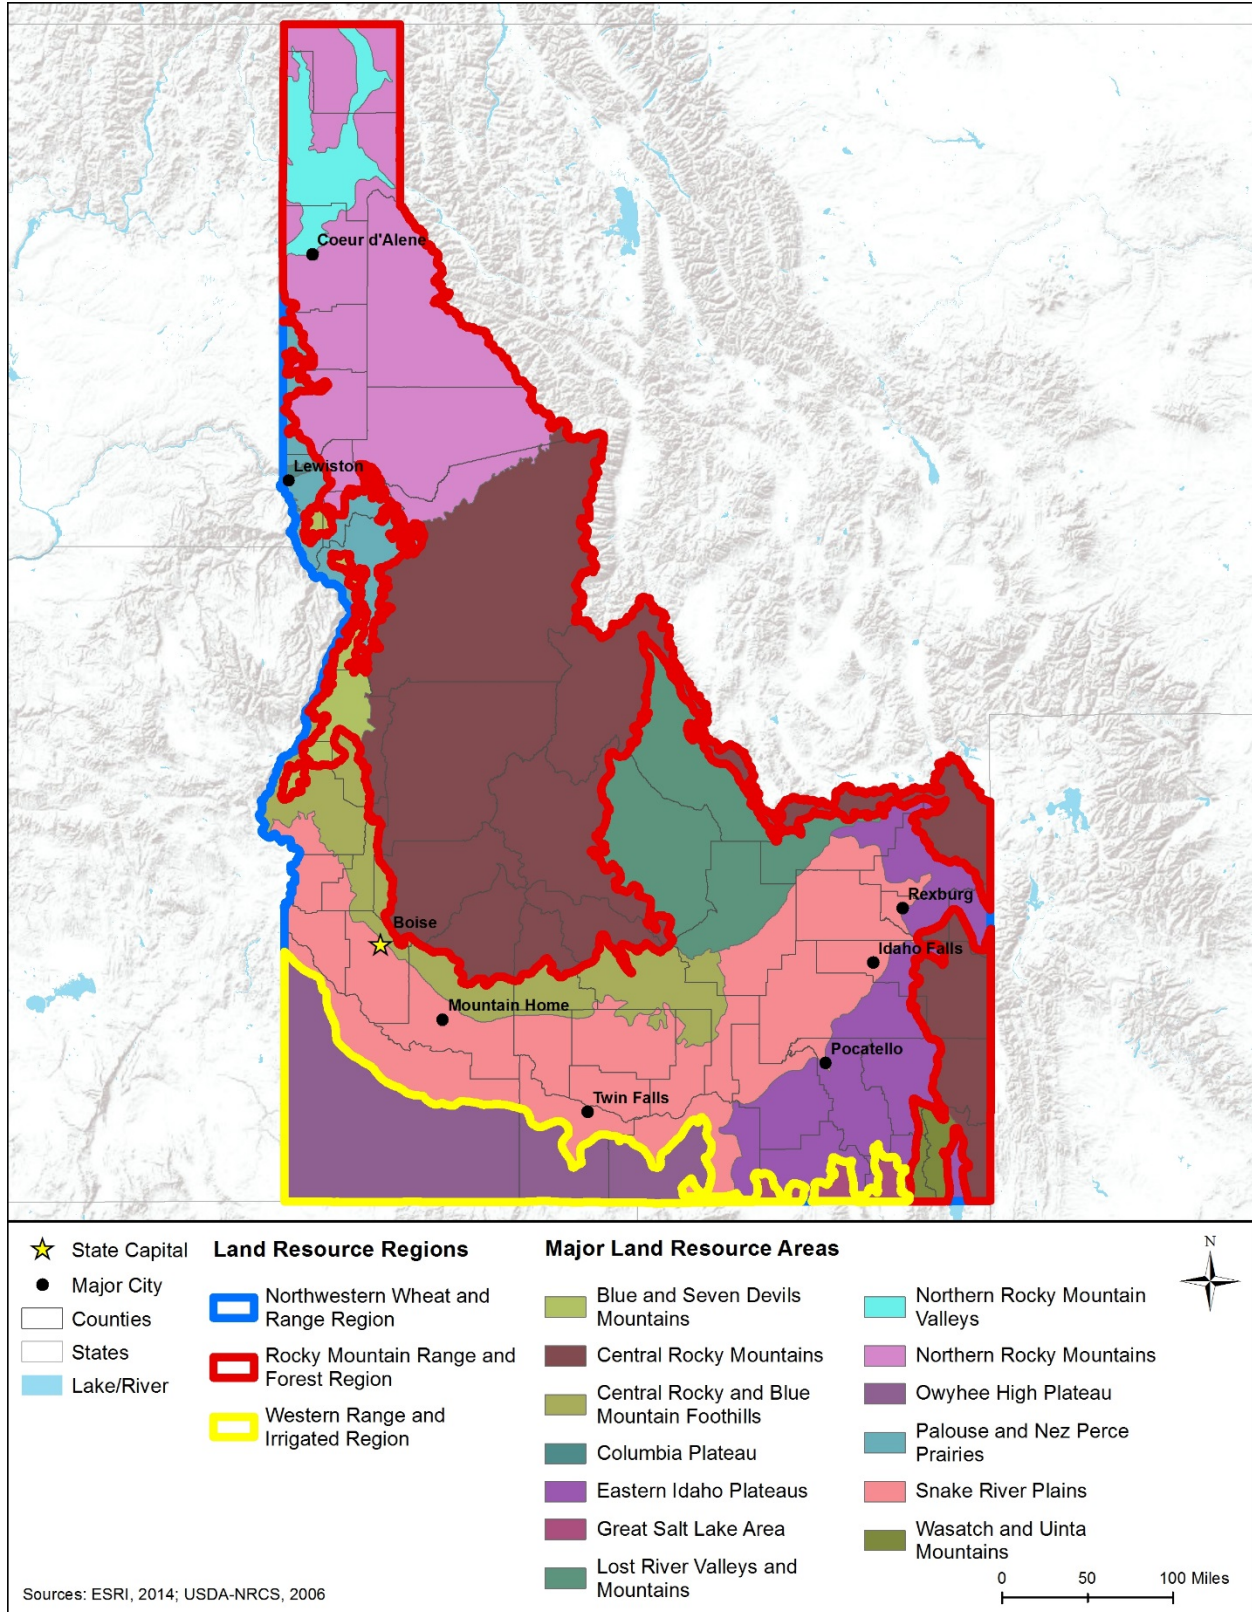 Coeur d'Alene
Lewiston
Boise
Rexburg
Idaho Falls
Mountain Home
Pocatello
Twin Falls
State Capital
Major City
Counties
States
Lake/River
Land Resource Regions
Northwestern Wheat and
Range Region
Rocky Mountain Range and
Forest Region
Western Range and
Irrigated Region
Major Land Resource Areas
Blue and Seven Devils
Mountains
Central Rocky Mountains
Central Rocky and Blue
Mountain Foothills
Columbia Plateau
Eastern Idaho Plateaus
Great Salt Lake Area
Lost River Valleys and
Mountains
Northern Rocky Mountain
Valleys
Northern Rocky Mountains
Owyhee High Plateau
Palouse and Nez Perce
Prairies
Snake River Plains
Wasatch and Uinta
Mountains
N
0 50 100 Miles
Sources: ESRI, 2014; USDA-NRCS, 2006